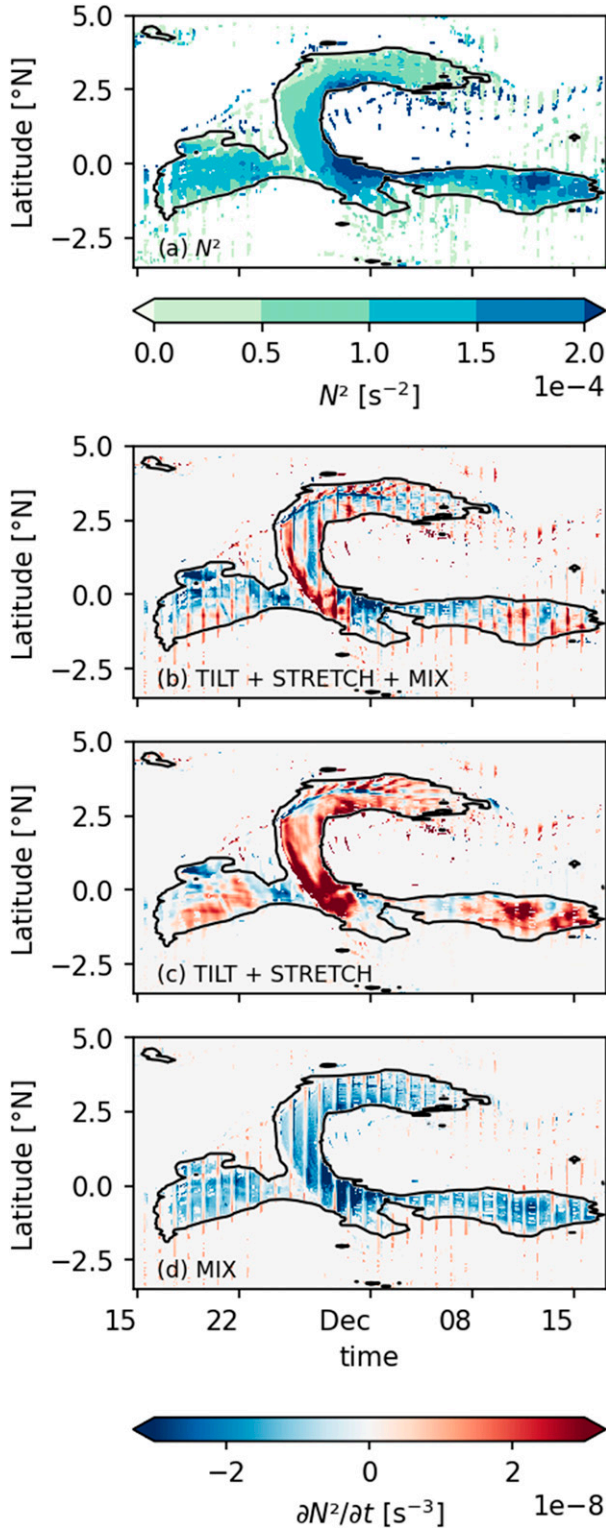 5.0
Latitude [°N]
2.5
0.0
−2.5
(a) N²
0.0 0.5 1.0 1.5 2.0
N² [s⁻²] 1e−4
5.0
Latitude [°N]
2.5
0.0
−2.5
(b) TILT + STRETCH + MIX
5.0
Latitude [°N]
2.5
0.0
−2.5
(c) TILT + STRETCH
5.0
Latitude [°N]
2.5
0.0
−2.5
(d) MIX
15 22 Dec 08 15
time
−2 0 2
∂N²/∂t [s⁻³] 1e−8